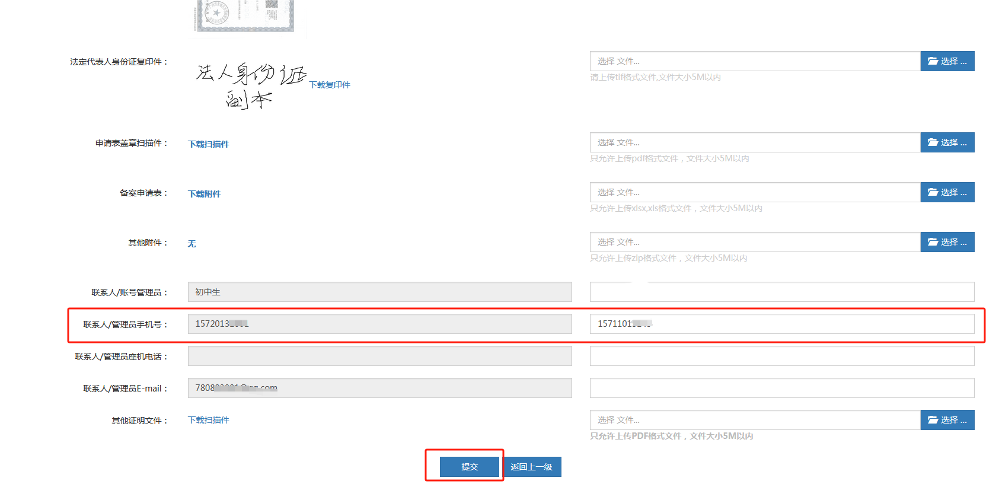 法定代表人身份证复印件：
法人身份证
副本
下载复印件
选择 文件...
选择 ...
请上传tif格式文件,文件大小5M以内
申请表盖章扫描件：
下载扫描件
选择 文件...
选择 ...
只允许上传pdf格式文件，文件大小5M以内
备案申请表：
下载附件
选择 文件...
选择 ...
只允许上传xlsx,xls格式文件，文件大小5M以内
其他附件：
无
选择 文件...
选择 ...
只允许上传zip格式文件，文件大小5M以内
联系人/账号管理员：
初中生
联系人/管理员手机号：
1572013
1571101
联系人/管理员座机电话：
联系人/管理员E-mail：
780
.com
其他证明文件：
下载扫描件
选择 文件...
选择 ...
只允许上传PDF格式文件，文件大小5M以内
提交
返回上一级